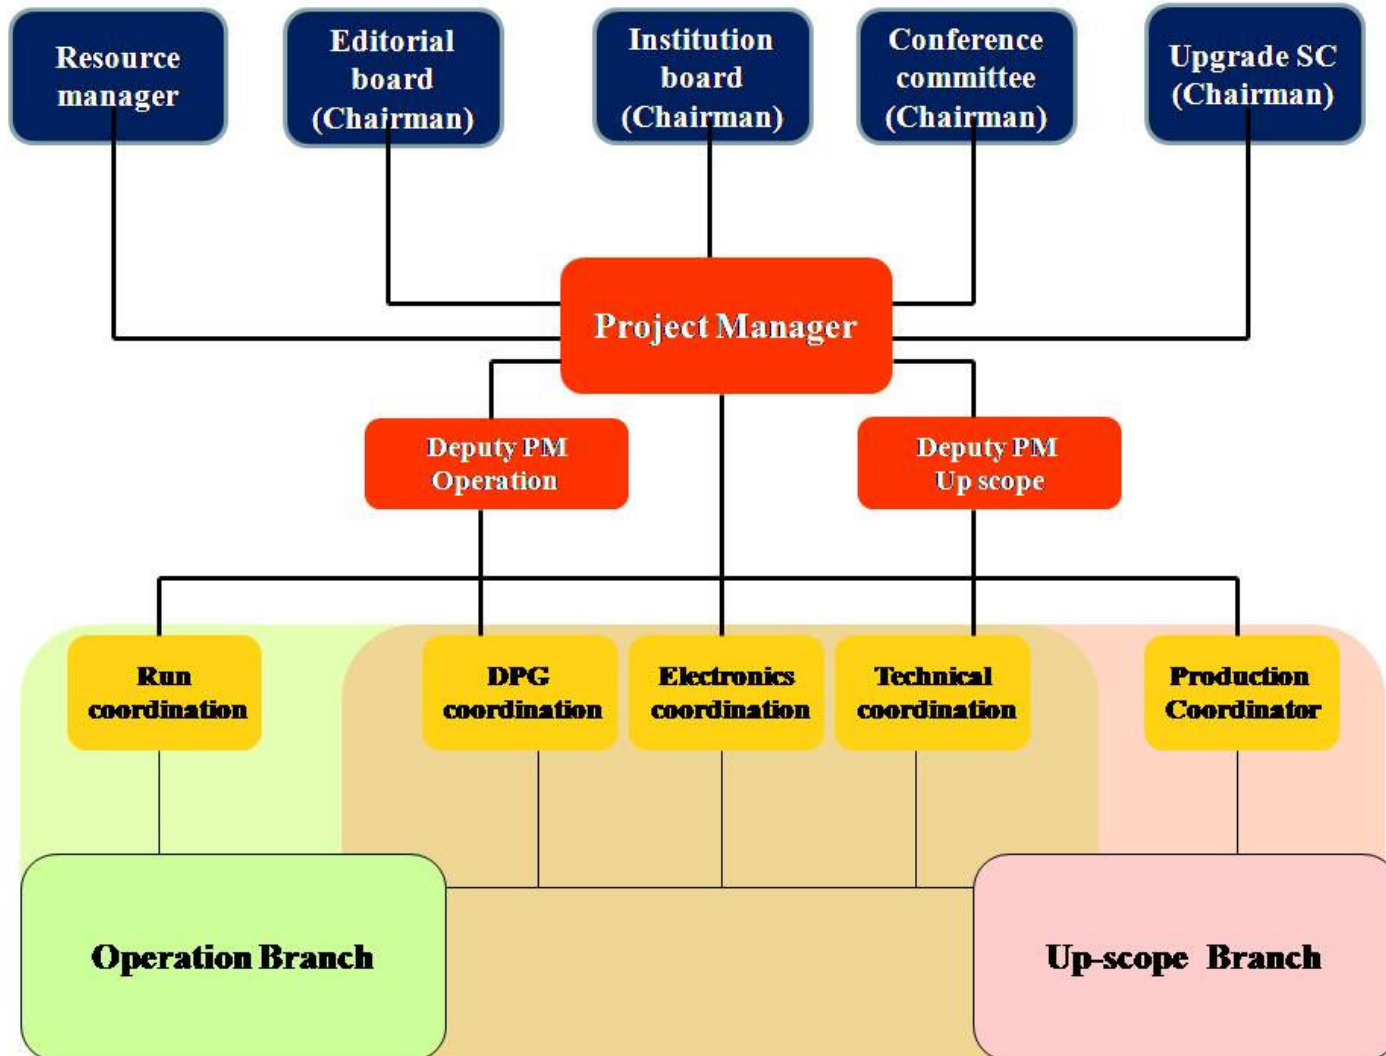 Resource
manager
Editorial
board
(Chairman)
Institution
board
(Chairman)
Conference
committee
(Chairman)
Upgrade SC
(Chairman)
Project Manager
Deputy PM
Operation
Deputy PM
Up scope
Run
coordination
DPG
coordination
Electronics
coordination
Technical
coordination
Production
Coordinator
Operation Branch
Up-scope Branch